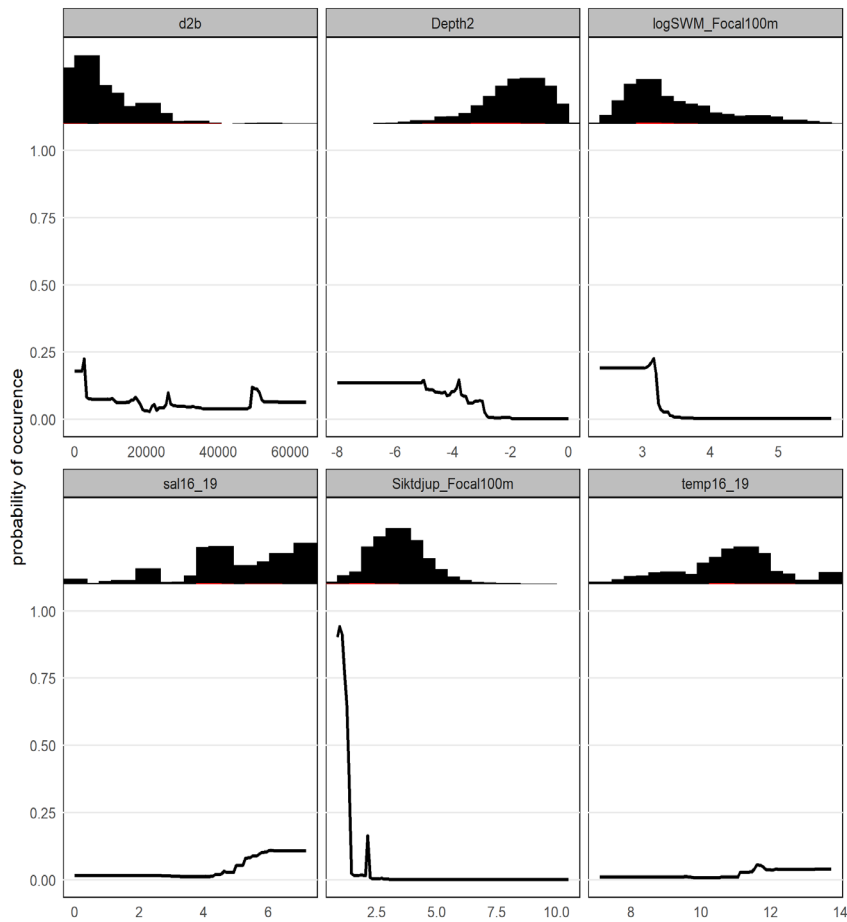 d2b Depth2 logSWM_Focal100m
1.00
0.75
0.50
0.25
0.00
0 20000 40000 60000 -8 -6 -4 -2 0 3 4 5
probability of occurence
sal16_19 Siktdjup_Focal100m temp16_19
1.00
0.75
0.50
0.25
0.00
0 2 4 6 2.5 5.0 7.5 10.0 8 10 12 14